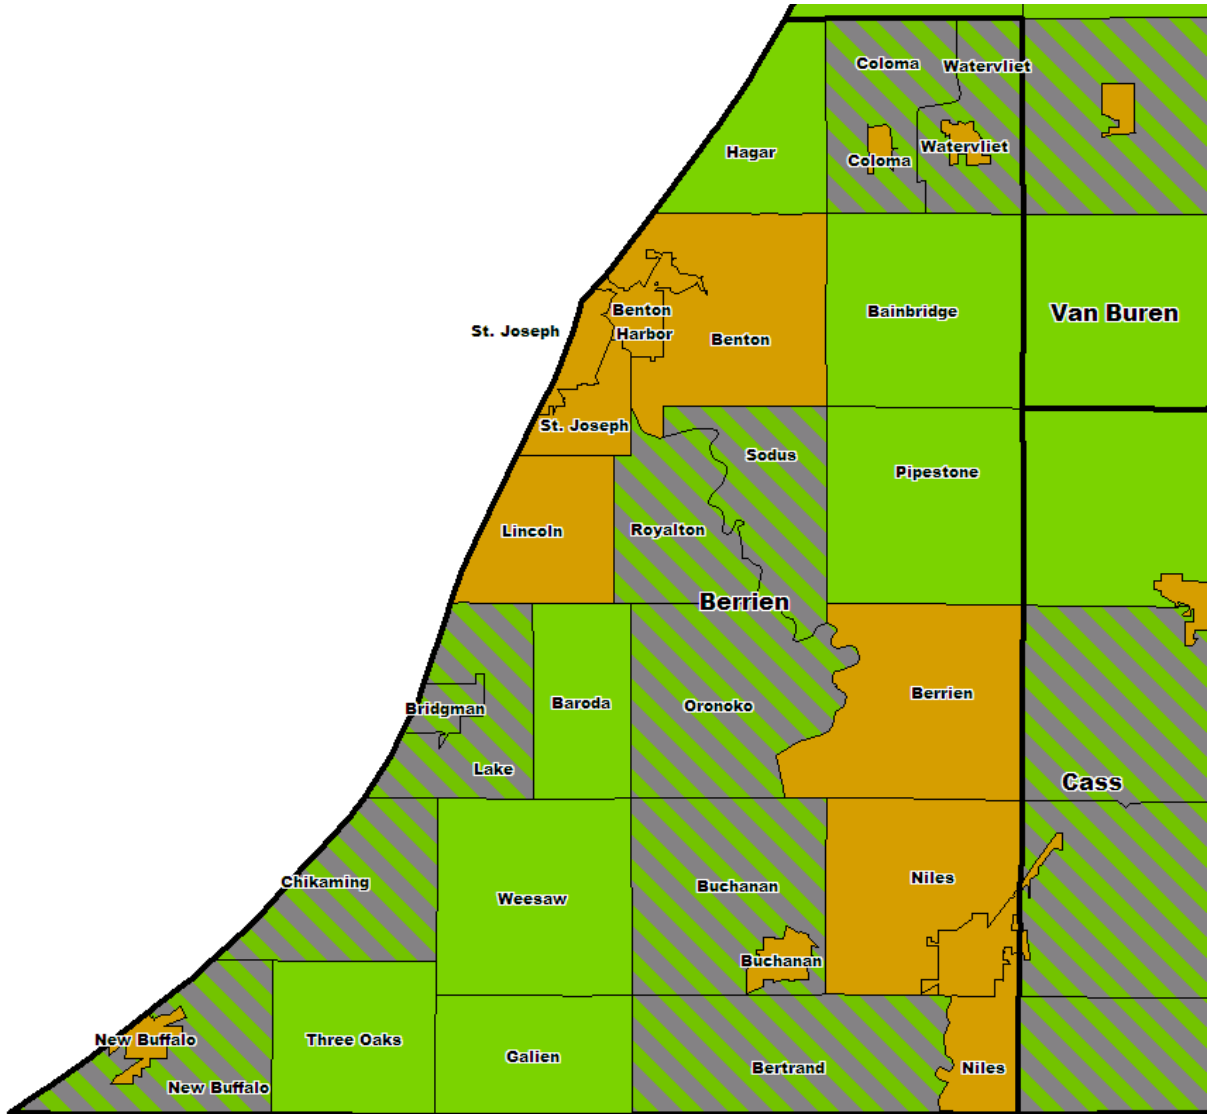 Coloma
Watervliet
Hagar
Coloma
Watervliet
Benton
Harbor
Bainbridge
Van Buren
St. Joseph
Benton
St. Joseph
Sodus
Pipestone
Lincoln
Royalton
Berrien
Bridgman
Baroda
Oronoko
Berrien
Lake
Cass
Chikaming
Weesaw
Buchanan
Niles
Buchanan
New Buffalo
Three Oaks
Galien
Bertrand
Niles
New Buffalo